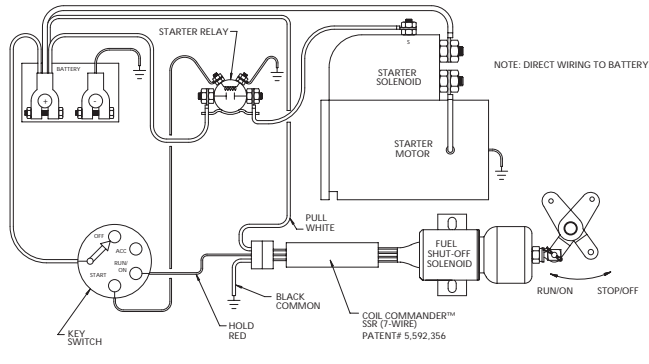 STARTER RELAY
BATTERY
+
-
S
STARTER
SOLENOID
NOTE: DIRECT WIRING TO BATTERY
STARTER
MOTOR
OFF
ACC
RUN/
ON
START
PULL
WHITE
FUEL
SHUT-OFF
SOLENOID
RUN/ON
STOP/OFF
BLACK
COMMON
HOLD
RED
KEY
SWITCH
COIL COMMANDER™
SSR (7-WIRE)
PATENT# 5,592,356